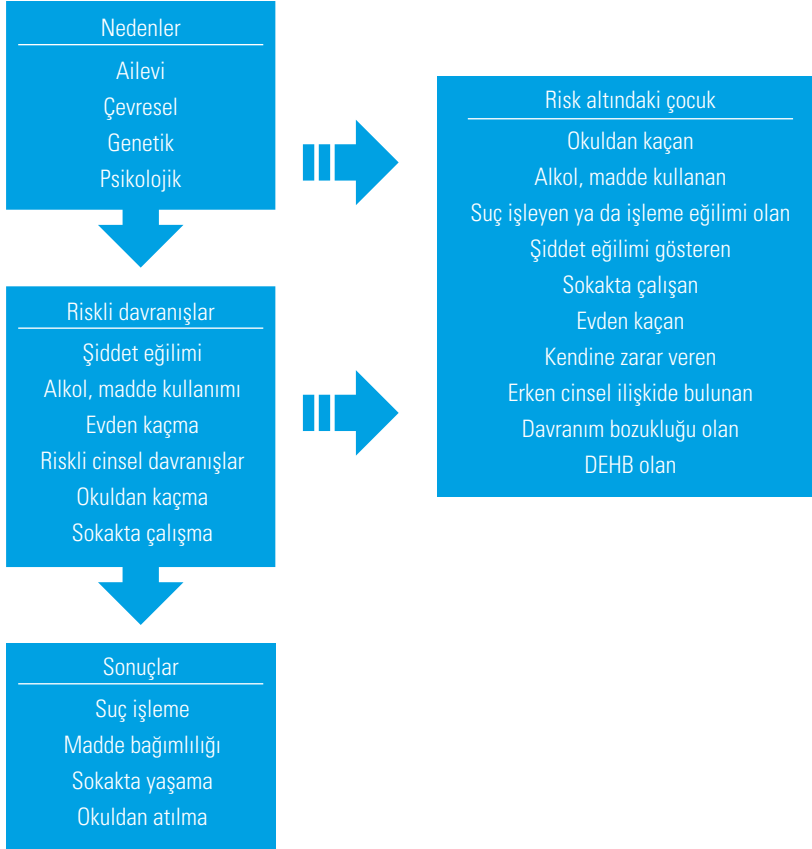 Nedenler
Ailevi
Çevresel
Genetik
Psikolojik
Riskli davranışlar
Şiddet eğilimi
Alkol, madde kullanımı
Evden kaçma
Riskli cinsel davranışlar
Okuldan kaçma
Sokakta çalışma
Sonuçlar
Suç işleme
Madde bağımlılığı
Sokakta yaşama
Okuldan atılma
Risk altındaki çocuk
Okuldan kaçan
Alkol, madde kullanan
Suç işleyen ya da işleme eğilimi olan
Şiddet eğilimi gösteren
Sokakta çalışan
Evden kaçan
Kendine zarar veren
Erken cinsel ilişkide bulunan
Davranım bozukluğu olan
DEHB olan